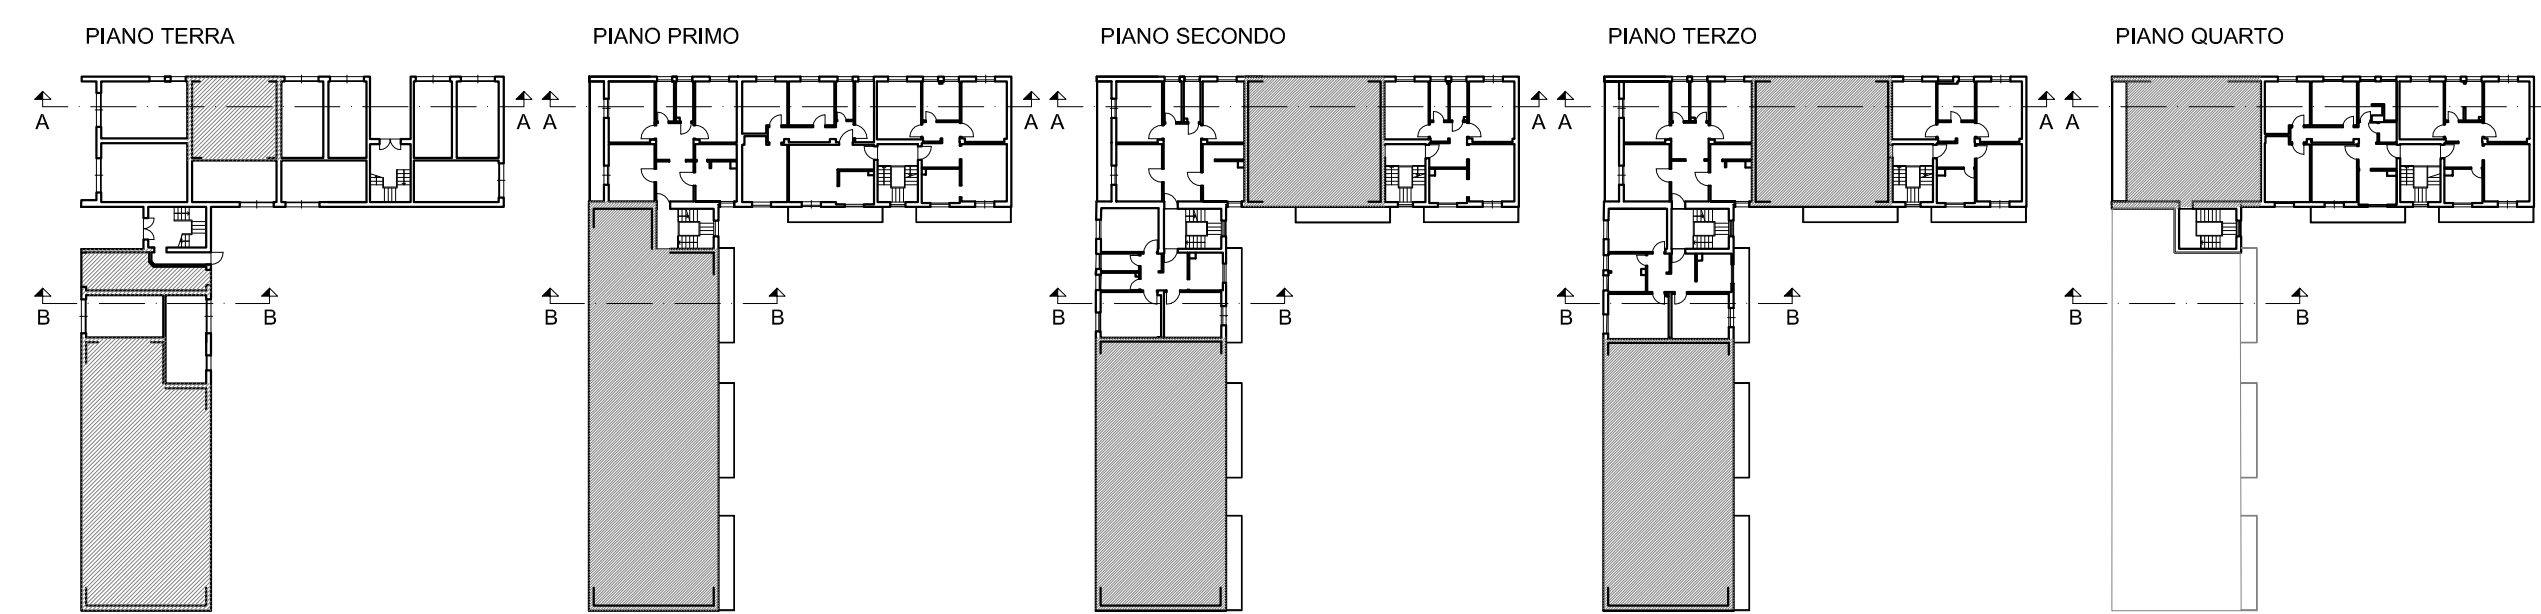 PIANO TERRA PIANO PRIMO PIANO SECONDO PIANO TERZO PIANO QUARTO
A A A A A A A A A
B B B B B B B B B B